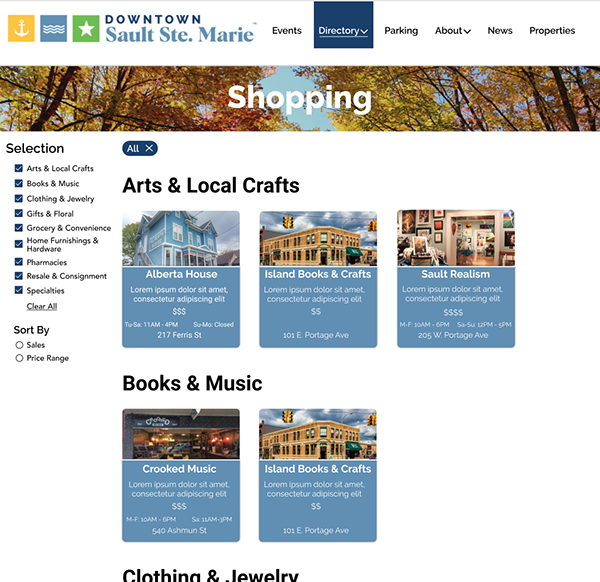 DOWNTOWN
Sault Ste. Marie™
Events
Directory
Parking
About
News
Properties
Shopping
Selection
Arts & Local Crafts
Books & Music
Clothing & Jewelry
Gifts & Floral
Grocery & Convenience
Home Furnishings &
Hardware
Pharmacies
Resale & Consignment
Specialties
Clear All
Sort By
Sales
Price Range
All ✕
Arts & Local Crafts
Alberta House
Lorem ipsum dolor sit amet,
consectetur adipiscing elit
$$$
Tu-Sa: 11AM - 4PM Su-Mo: Closed
217 Ferris St
Island Books & Crafts
Lorem ipsum dolor sit amet,
consectetur adipiscing elit
$$
101 E. Portage Ave
Sault Realism
Lorem ipsum dolor sit amet,
consectetur adipiscing elit
$$$$
M-F: 10AM - 6PM Sa-Su: 12PM - 5PM
205 W. Portage Ave
Books & Music
Crooked Music
Lorem ipsum dolor sit amet,
consectetur adipiscing elit
$$$
M-F: 10AM - 6PM Sa: 11AM-3PM
540 Ashmun St
Island Books & Crafts
Lorem ipsum dolor sit amet,
consectetur adipiscing elit
$$
101 E. Portage Ave
Clothing & Jewelry